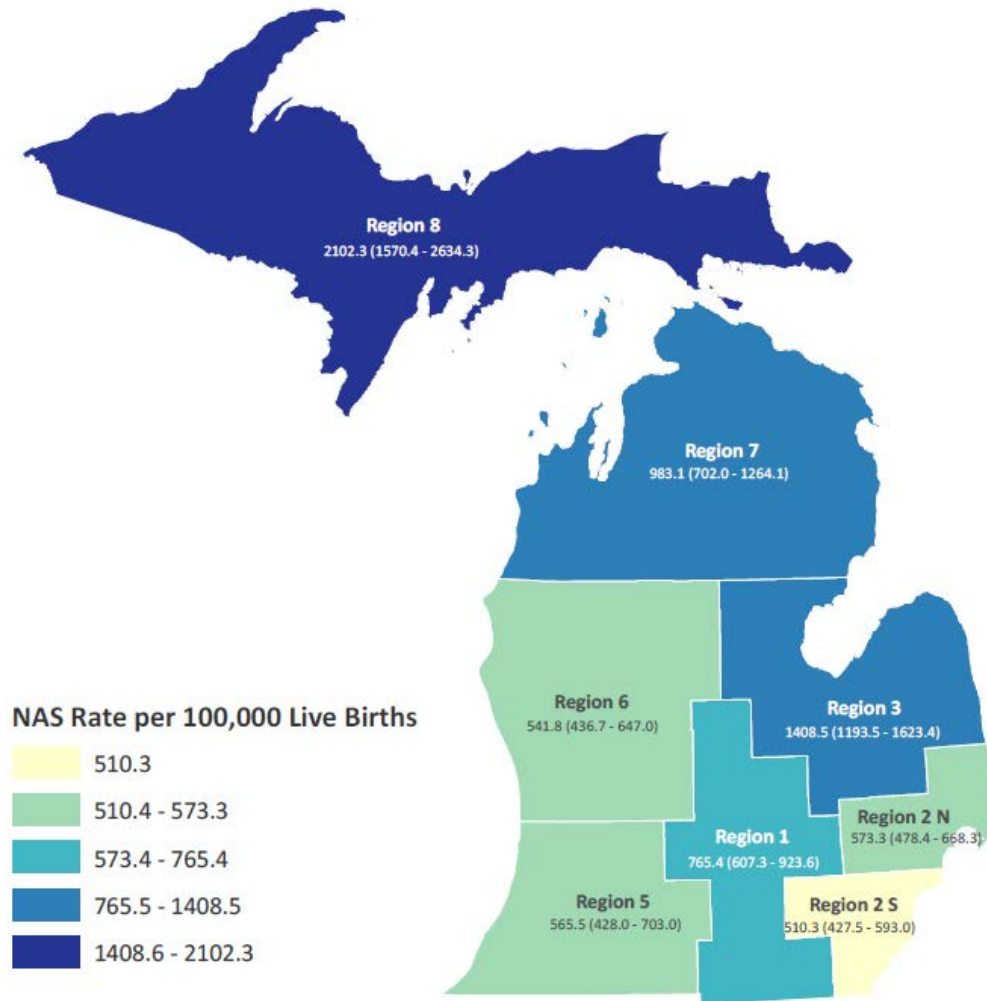 Region 8
2102.3 (1570.4 - 2634.3)
Region 7
983.1 (702.0 - 1264.1)
Region 6
541.8 (436.7 - 647.0)
Region 3
1408.5 (1193.5 - 1623.4)
Region 2 N
573.3 (478.4 - 668.3)
Region 1
765.4 (607.3 - 923.6)
Region 5
565.5 (428.0 - 703.0)
Region 2 S
510.3 (427.5 - 593.0)
NAS Rate per 100,000 Live Births
510.3
510.4 - 573.3
573.4 - 765.4
765.5 - 1408.5
1408.6 - 2102.3